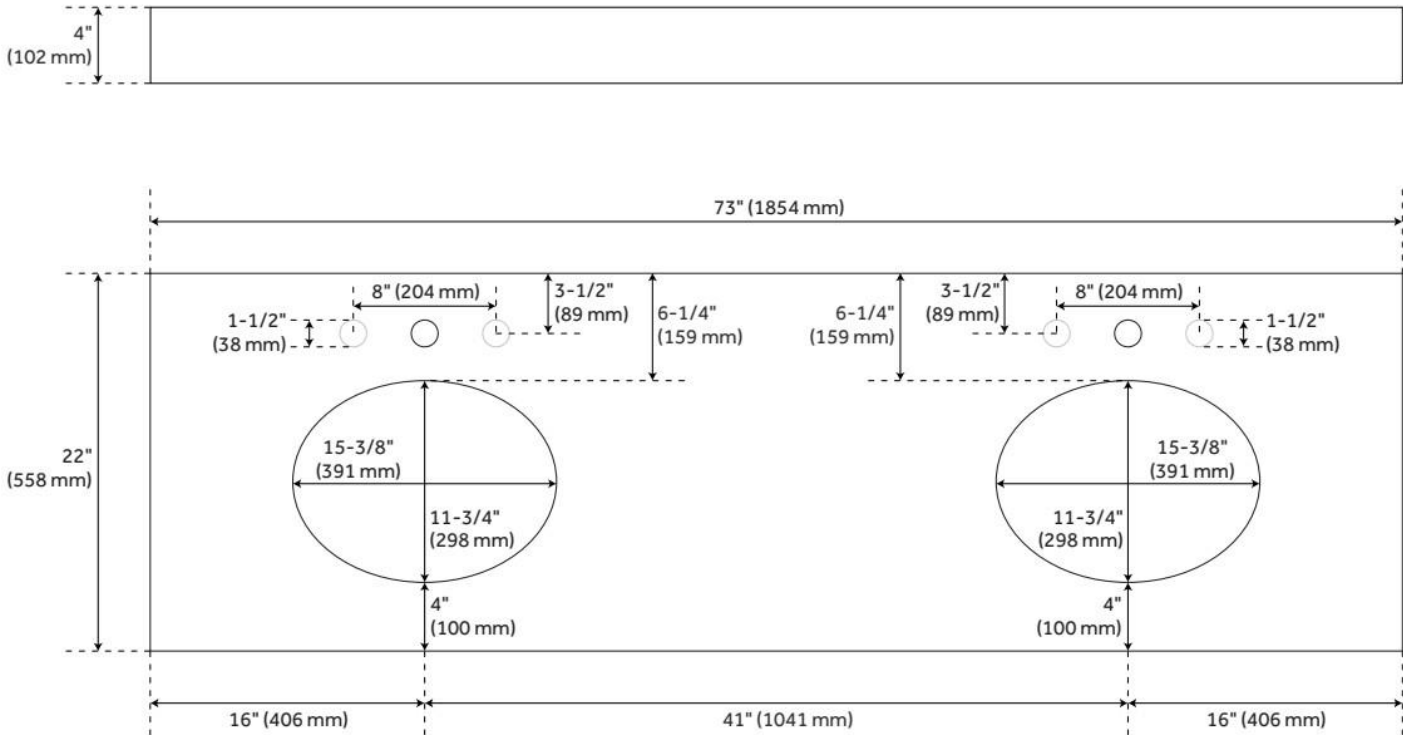 4"
(102 mm)
73" (1854 mm)
8" (204 mm)
3-1/2"
(89 mm)
6-1/4"
(159 mm)
1-1/2"
(38 mm)
6-1/4"
(159 mm)
3-1/2"
(89 mm)
8" (204 mm)
1-1/2"
(38 mm)
22"
(558 mm)
15-3/8"
(391 mm)
11-3/4"
(298 mm)
4"
(100 mm)
15-3/8"
(391 mm)
11-3/4"
(298 mm)
4"
(100 mm)
16" (406 mm)
41" (1041 mm)
16" (406 mm)